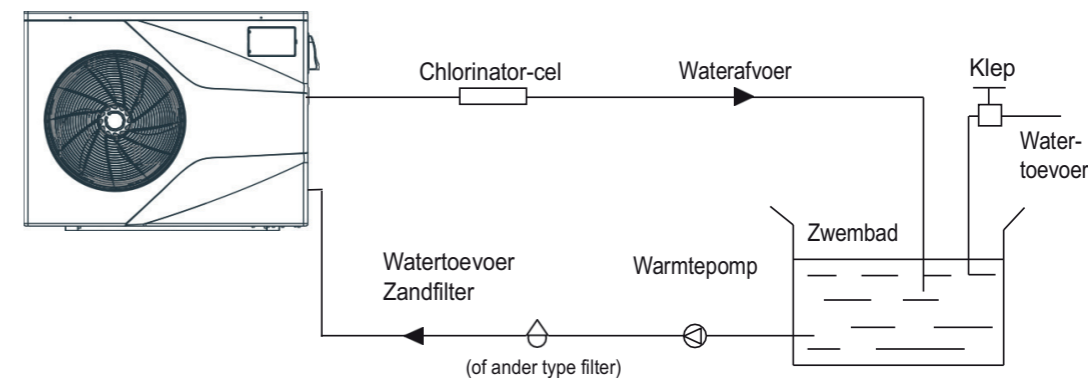 Chlorinator-cel
Waterafvoer
Klep
Water-
toevoer
Zwembad
Watertoevoer
Zandfilter
Warmtepomp
(of ander type filter)